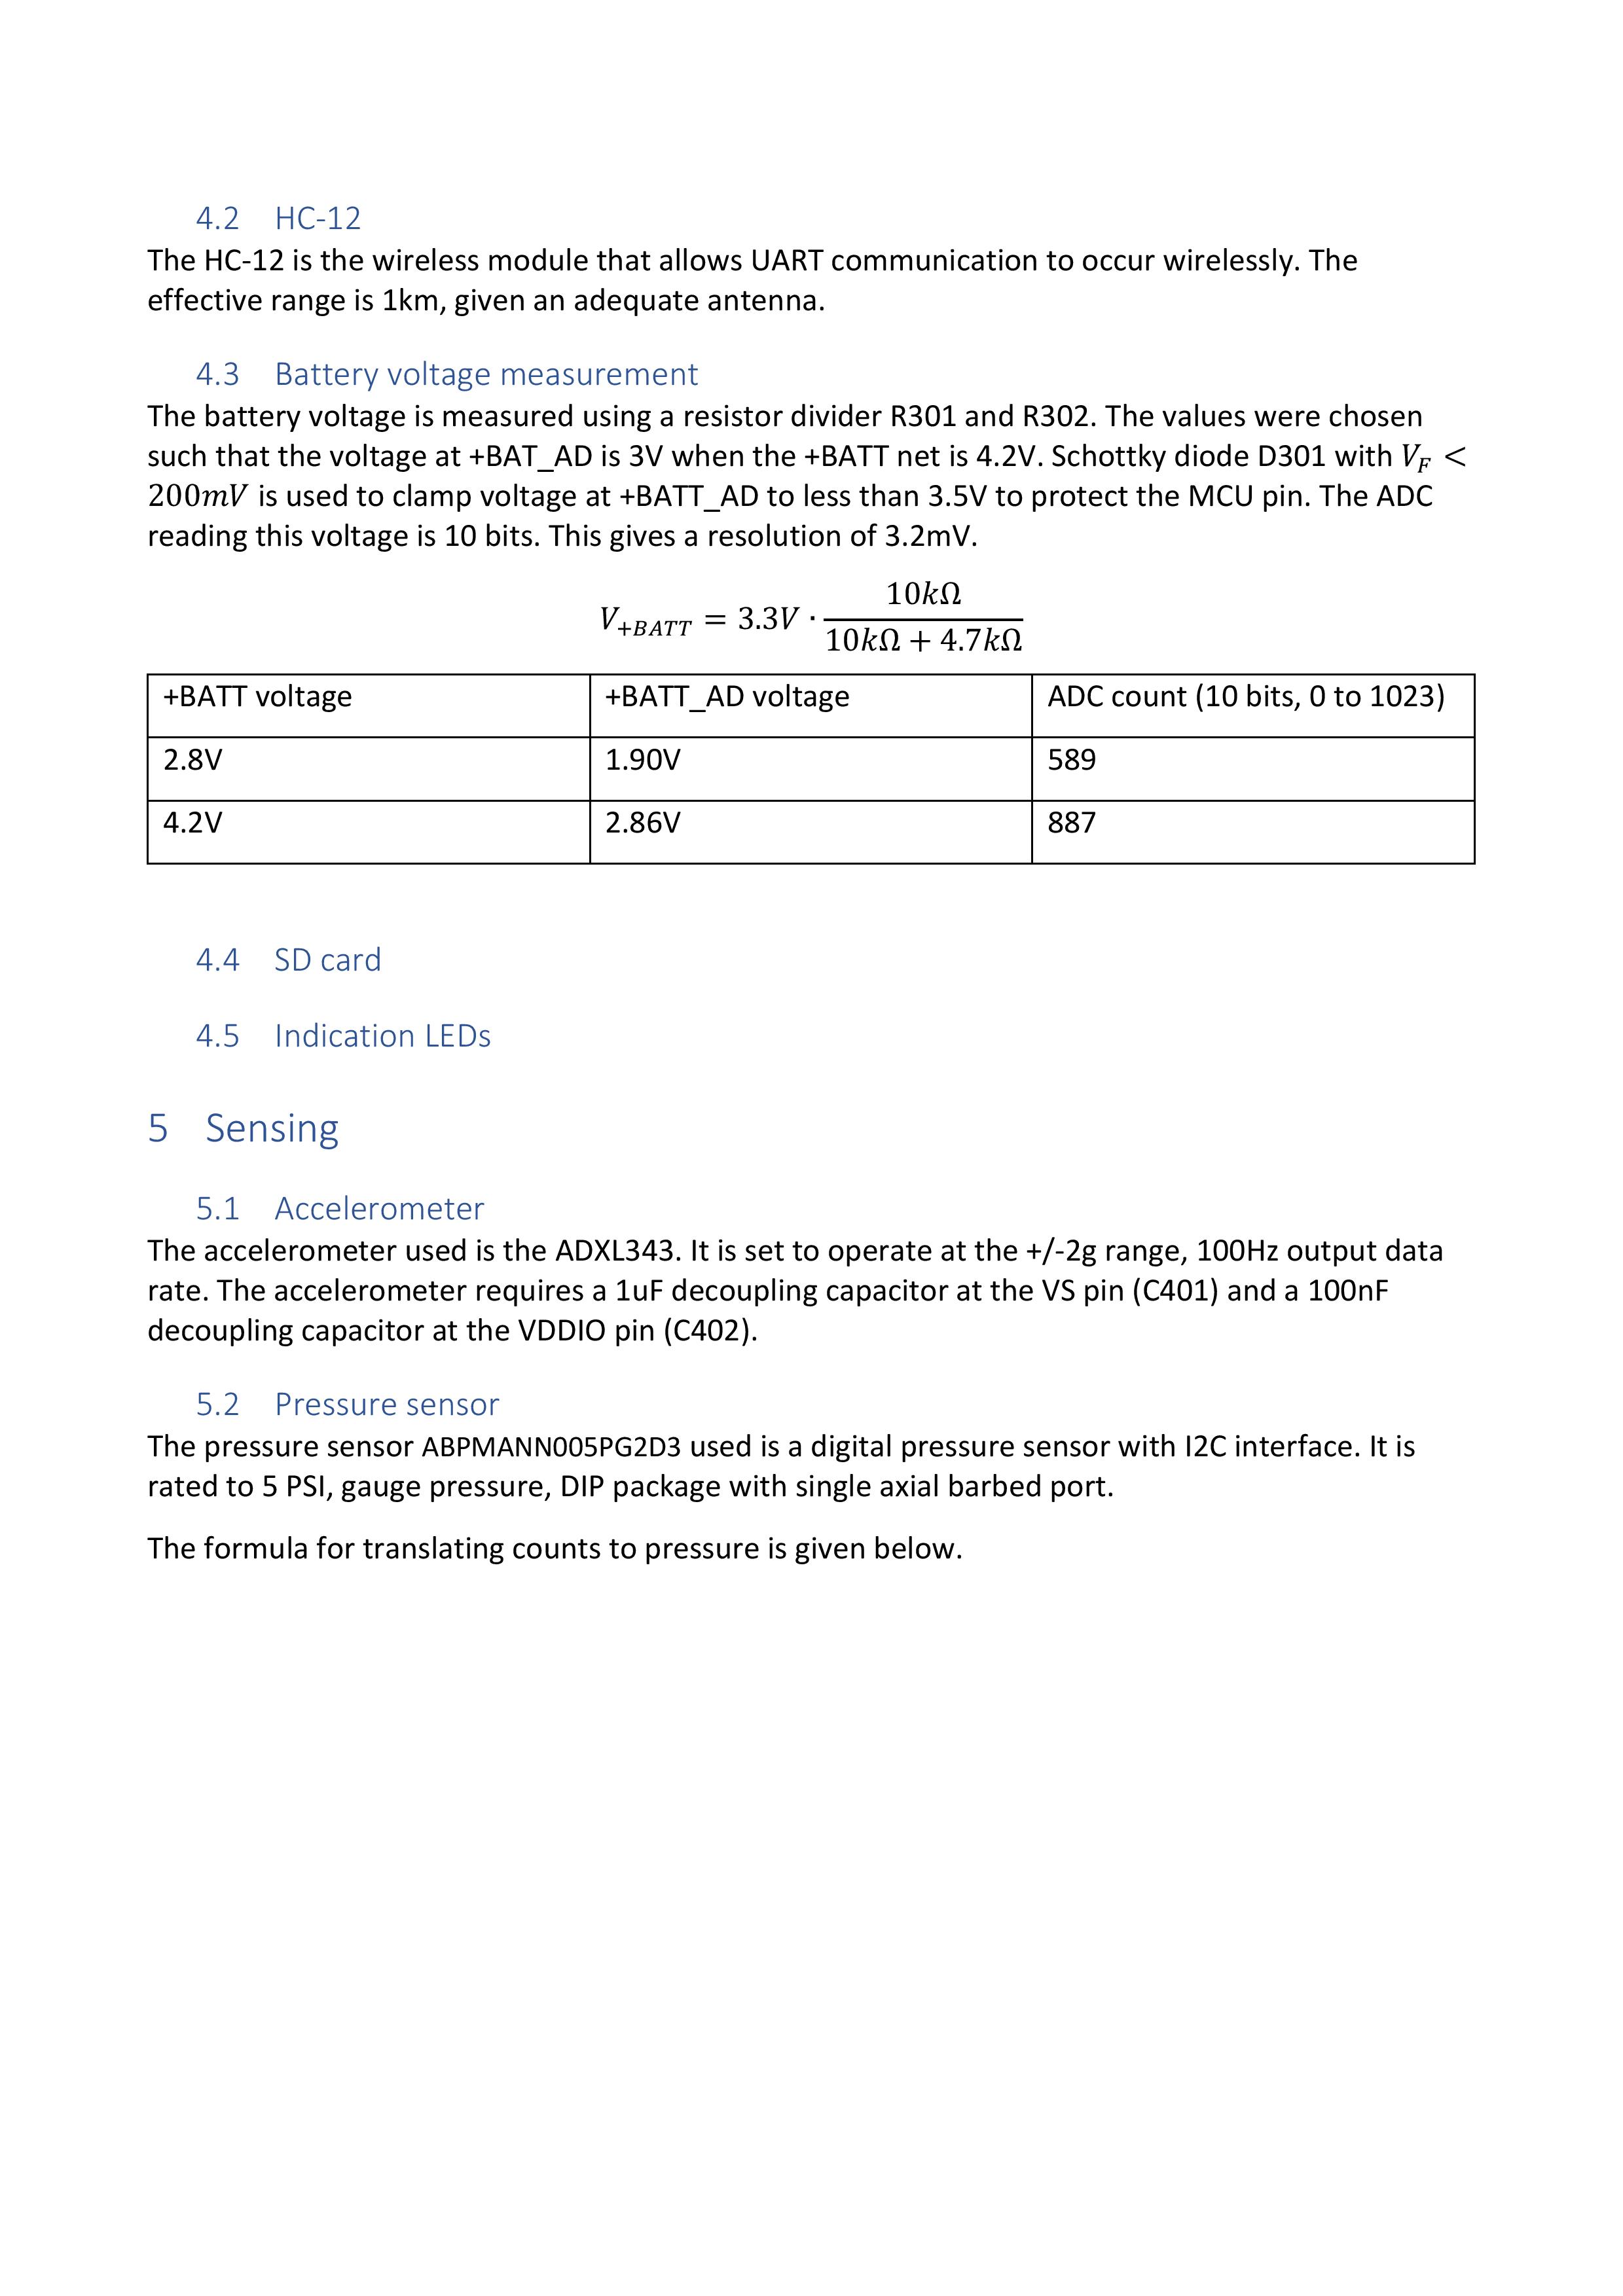 4.2 HC-12
The HC-12 is the wireless module that allows UART communication to occur wirelessly. The
effective range is 1km, given an adequate antenna.
4.3 Battery voltage measurement
The battery voltage is measured using a resistor divider R301 and R302. The values were chosen
such that the voltage at +BAT_AD is 3V when the +BATT net is 4.2V. Schottky diode D301 with V_F <
200mV is used to clamp voltage at +BATT_AD to less than 3.5V to protect the MCU pin. The ADC
reading this voltage is 10 bits. This gives a resolution of 3.2mV.
V_{+BATT} = 3.3V · \frac{10kΩ}{10kΩ + 4.7kΩ}
+BATT voltage +BATT_AD voltage ADC count (10 bits, 0 to 1023)
2.8V 1.90V 589
4.2V 2.86V 887
4.4 SD card
4.5 Indication LEDs
5 Sensing
5.1 Accelerometer
The accelerometer used is the ADXL343. It is set to operate at the +/-2g range, 100Hz output data
rate. The accelerometer requires a 1uF decoupling capacitor at the VS pin (C401) and a 100nF
decoupling capacitor at the VDDIO pin (C402).
5.2 Pressure sensor
The pressure sensor ABPMANN005PG2D3 used is a digital pressure sensor with I2C interface. It is
rated to 5 PSI, gauge pressure, DIP package with single axial barbed port.
The formula for translating counts to pressure is given below.